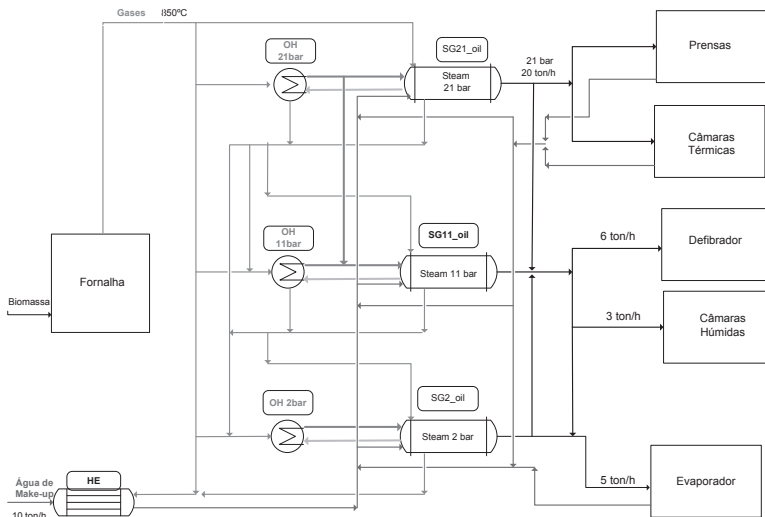 Gases 850ºC
OH
21bar
SG21_oil
Steam
21 bar
21 bar
20 ton/h
Prensas
Câmaras
Térmicas
OH
11bar
SG11_oil
Steam 11 bar
6 ton/h
Defibrador
Fornalha
Biomassa
3 ton/h
Câmaras
Húmidas
OH 2bar
SG2_oil
Steam 2 bar
Água de
Make-up
10 ton/h
HE
5 ton/h
Evaporador